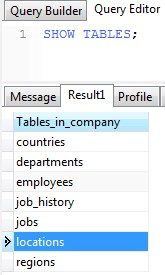 Query Builder Query Editor
1 SHOW TABLES;
Message Result1 Profile
Tables_in_company
countries
departments
employees
job_history
jobs
locations
regions